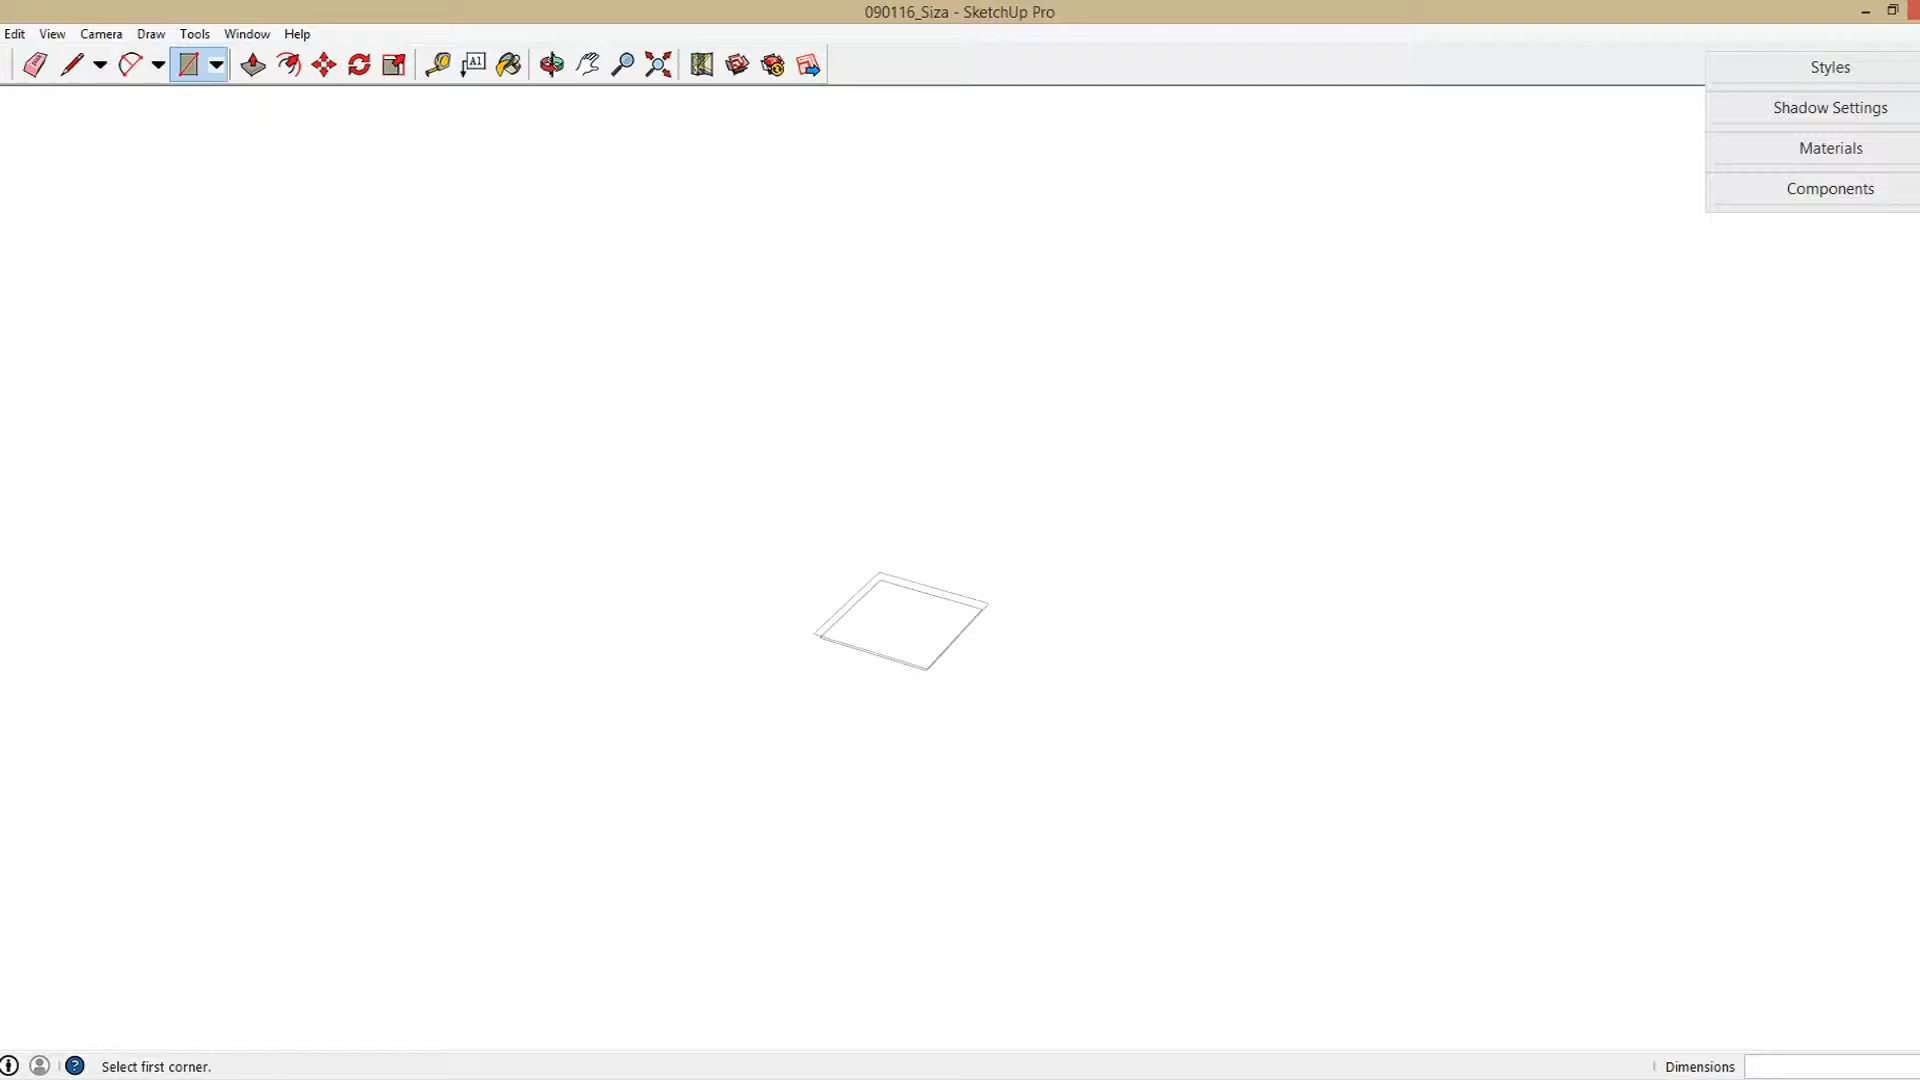 090116_Siza - SketchUp Pro
Edit View Camera Draw Tools Window Help
A1
Styles
Shadow Settings
Materials
Components
Select first corner.
Dimensions